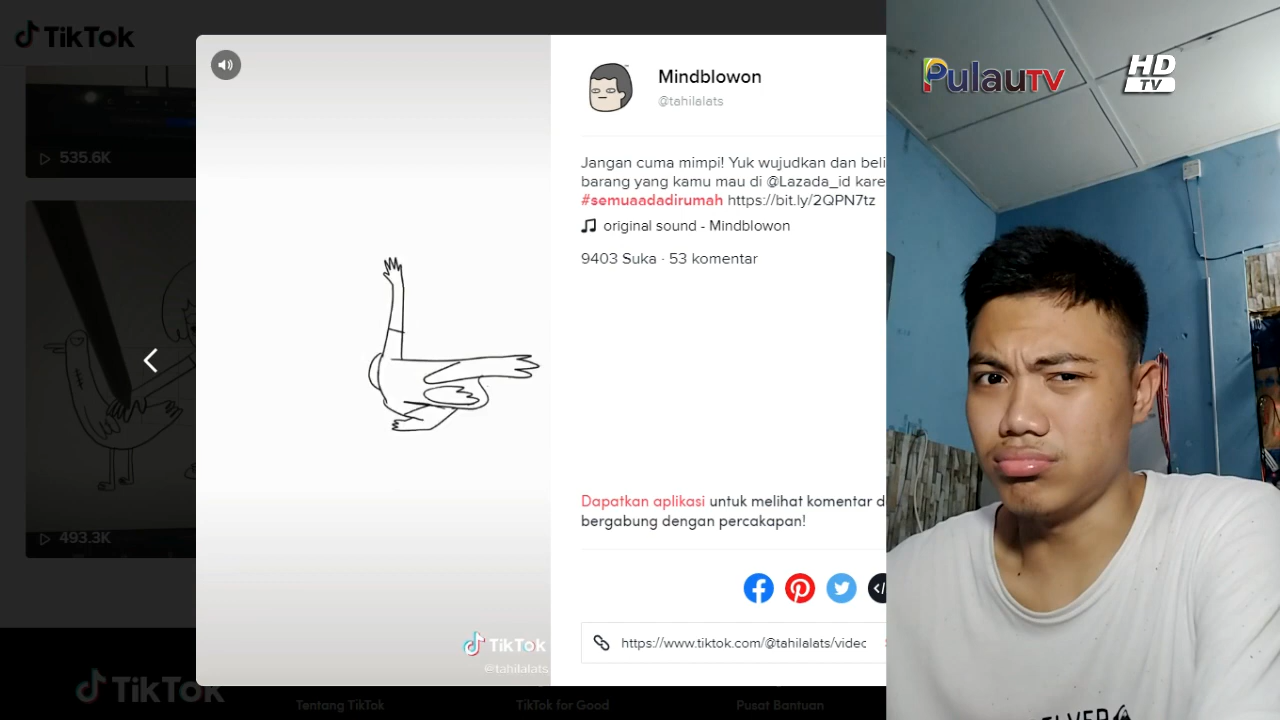 TikTok
535.6K
493.3K
Mindblowon
@tahilalats
Jangan cuma mimpi! Yuk wujudkan dan beli
barang yang kamu mau di @Lazada_id kare
#semuaadadirumah https://bit.ly/2QPN7tz
original sound - Mindblowon
9403 Suka · 53 komentar
Dapatkan aplikasi untuk melihat komentar d
bergabung dengan percakapan!
https://www.tiktok.com/@tahilalats/videc
TikTok
@tahilalats
TikTok
Tentang TikTok
TikTok for Good
Pusat Bantuan
PulauTV
HD
TV